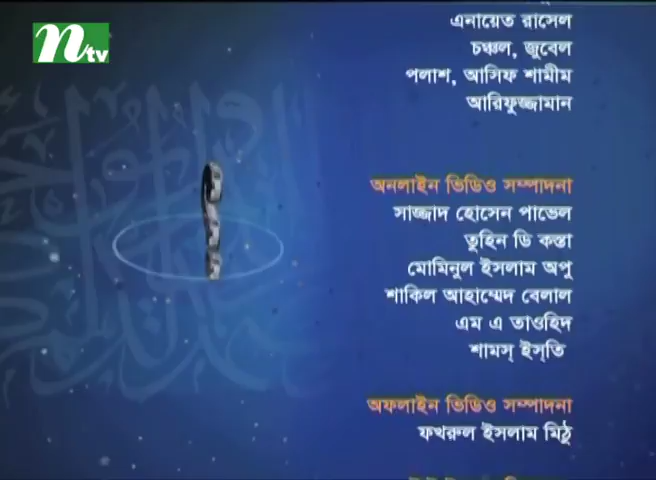 ntv
এনায়েত রাসেল
চঞ্চল, জুবেল
পলাশ, আসিফ শামীম
আরিফুজ্জামান
অনলাইন ভিডিও সম্পাদনা
সাজ্জাদ হোসেন পাভেল
তুহিন ডি কস্তা
মোমিনুল ইসলাম অপু
শাকিল আহাম্মেদ বেলাল
এম এ তাওহিদ
শামস্ ইস্‌তি
অফলাইন ভিডিও সম্পাদনা
ফখরুল ইসলাম মিঠু